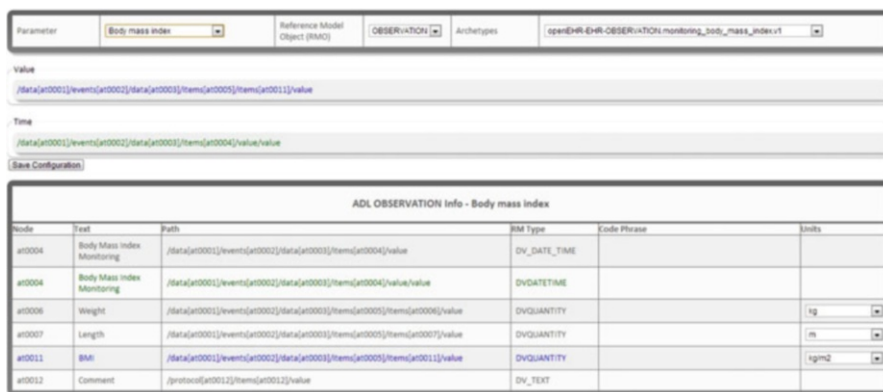 Parameter Body mass index Reference Model Object (RMO) OBSERVATION Archetypes openEHR-EHR-OBSERVATION.monitoring_body_mass_index.v1
Value
/data[at0001]/events[at0002]/data[at0003]/items[at0005]/items[at0011]/value
Time
/data[at0001]/events[at0002]/data[at0003]/items[at0004]/value/value
Save Configuration
ADL OBSERVATION Info - Body mass index
Node Text Path RM Type Code Phrase Units
at0004 Body Mass Index Monitoring /data[at0001]/events[at0002]/data[at0003]/items[at0004]/value DV_DATE_TIME
at0004 Body Mass Index Monitoring /data[at0001]/events[at0002]/data[at0003]/items[at0004]/value/value DVDATETIME
at0006 Weight /data[at0001]/events[at0002]/data[at0003]/items[at0005]/items[at0006]/value DVQUANTITY kg
at0007 Length /data[at0001]/events[at0002]/data[at0003]/items[at0005]/items[at0007]/value DVQUANTITY m
at0011 BMI /data[at0001]/events[at0002]/data[at0003]/items[at0005]/items[at0011]/value DVQUANTITY kg/m2
at0012 Comment /protocol[at0012]/items[at0012]/value DV_TEXT